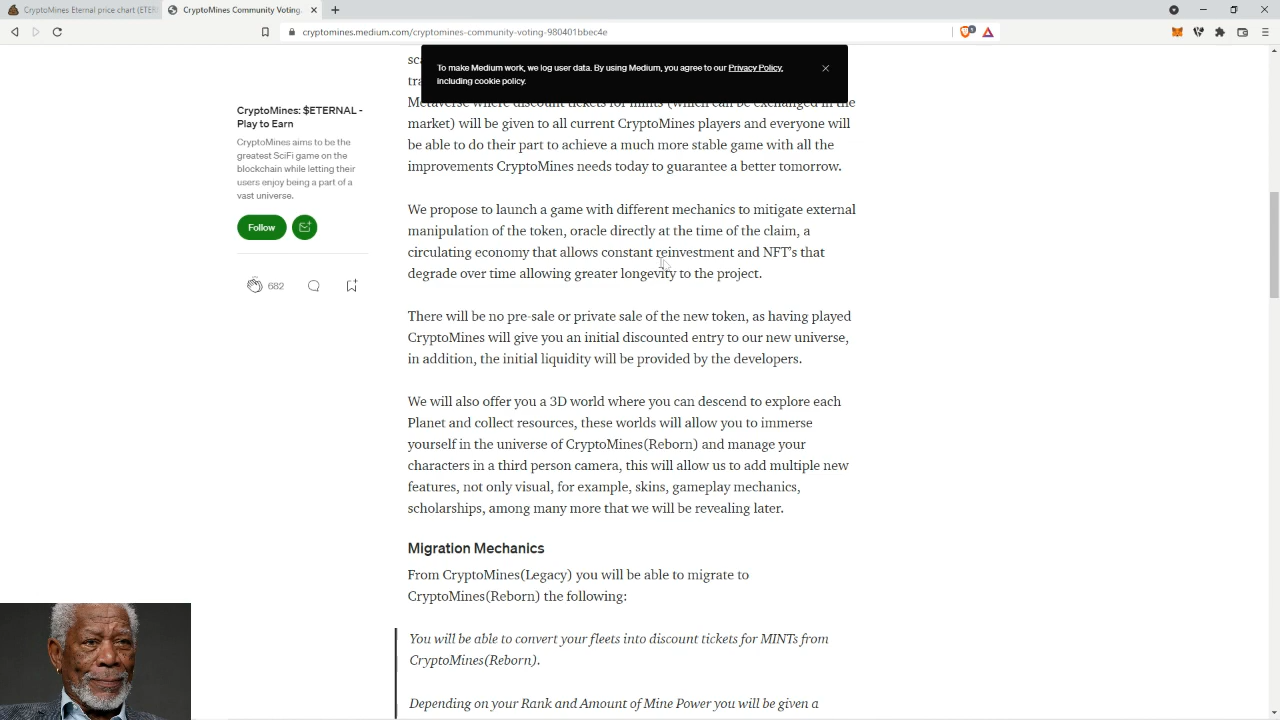 CryptoMines Eternal price chart (ETER
CryptoMines Community Voting.
cryptomines.medium.com/cryptomines-community-voting-980401bbec4e
To make Medium work, we log user data. By using Medium, you agree to our Privacy Policy,
including cookie policy.
Metaverse where discount tickets for mints (which can be exchanged in the
market) will be given to all current CryptoMines players and everyone will
be able to do their part to achieve a much more stable game with all the
improvements CryptoMines needs today to guarantee a better tomorrow.
CryptoMines: $ETERNAL -
Play to Earn
CryptoMines aims to be the
greatest SciFi game on the
blockchain while letting their
users enjoy being a part of a
vast universe.
Follow
682
We propose to launch a game with different mechanics to mitigate external
manipulation of the token, oracle directly at the time of the claim, a
circulating economy that allows constant reinvestment and NFT's that
degrade over time allowing greater longevity to the project.
There will be no pre-sale or private sale of the new token, as having played
CryptoMines will give you an initial discounted entry to our new universe,
in addition, the initial liquidity will be provided by the developers.
We will also offer you a 3D world where you can descend to explore each
Planet and collect resources, these worlds will allow you to immerse
yourself in the universe of CryptoMines(Reborn) and manage your
characters in a third person camera, this will allow us to add multiple new
features, not only visual, for example, skins, gameplay mechanics,
scholarships, among many more that we will be revealing later.
Migration Mechanics
From CryptoMines(Legacy) you will be able to migrate to
CryptoMines(Reborn) the following:
You will be able to convert your fleets into discount tickets for MINTs from
CryptoMines(Reborn).
Depending on your Rank and Amount of Mine Power you will be given a